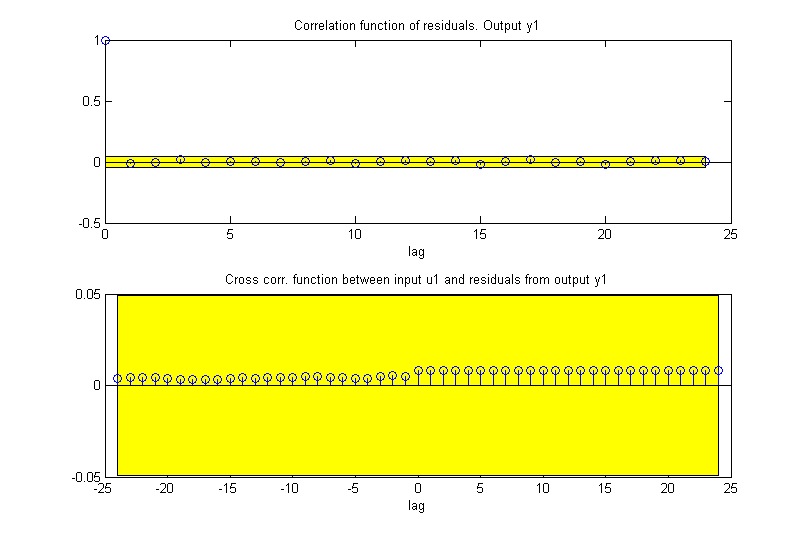 Correlation function of residuals. Output y1
1
0.5
0
-0.5
0 5 10 15 20 25
lag
Cross corr. function between input u1 and residuals from output y1
0.05
0
-0.05
-25 -20 -15 -10 -5 0 5 10 15 20 25
lag